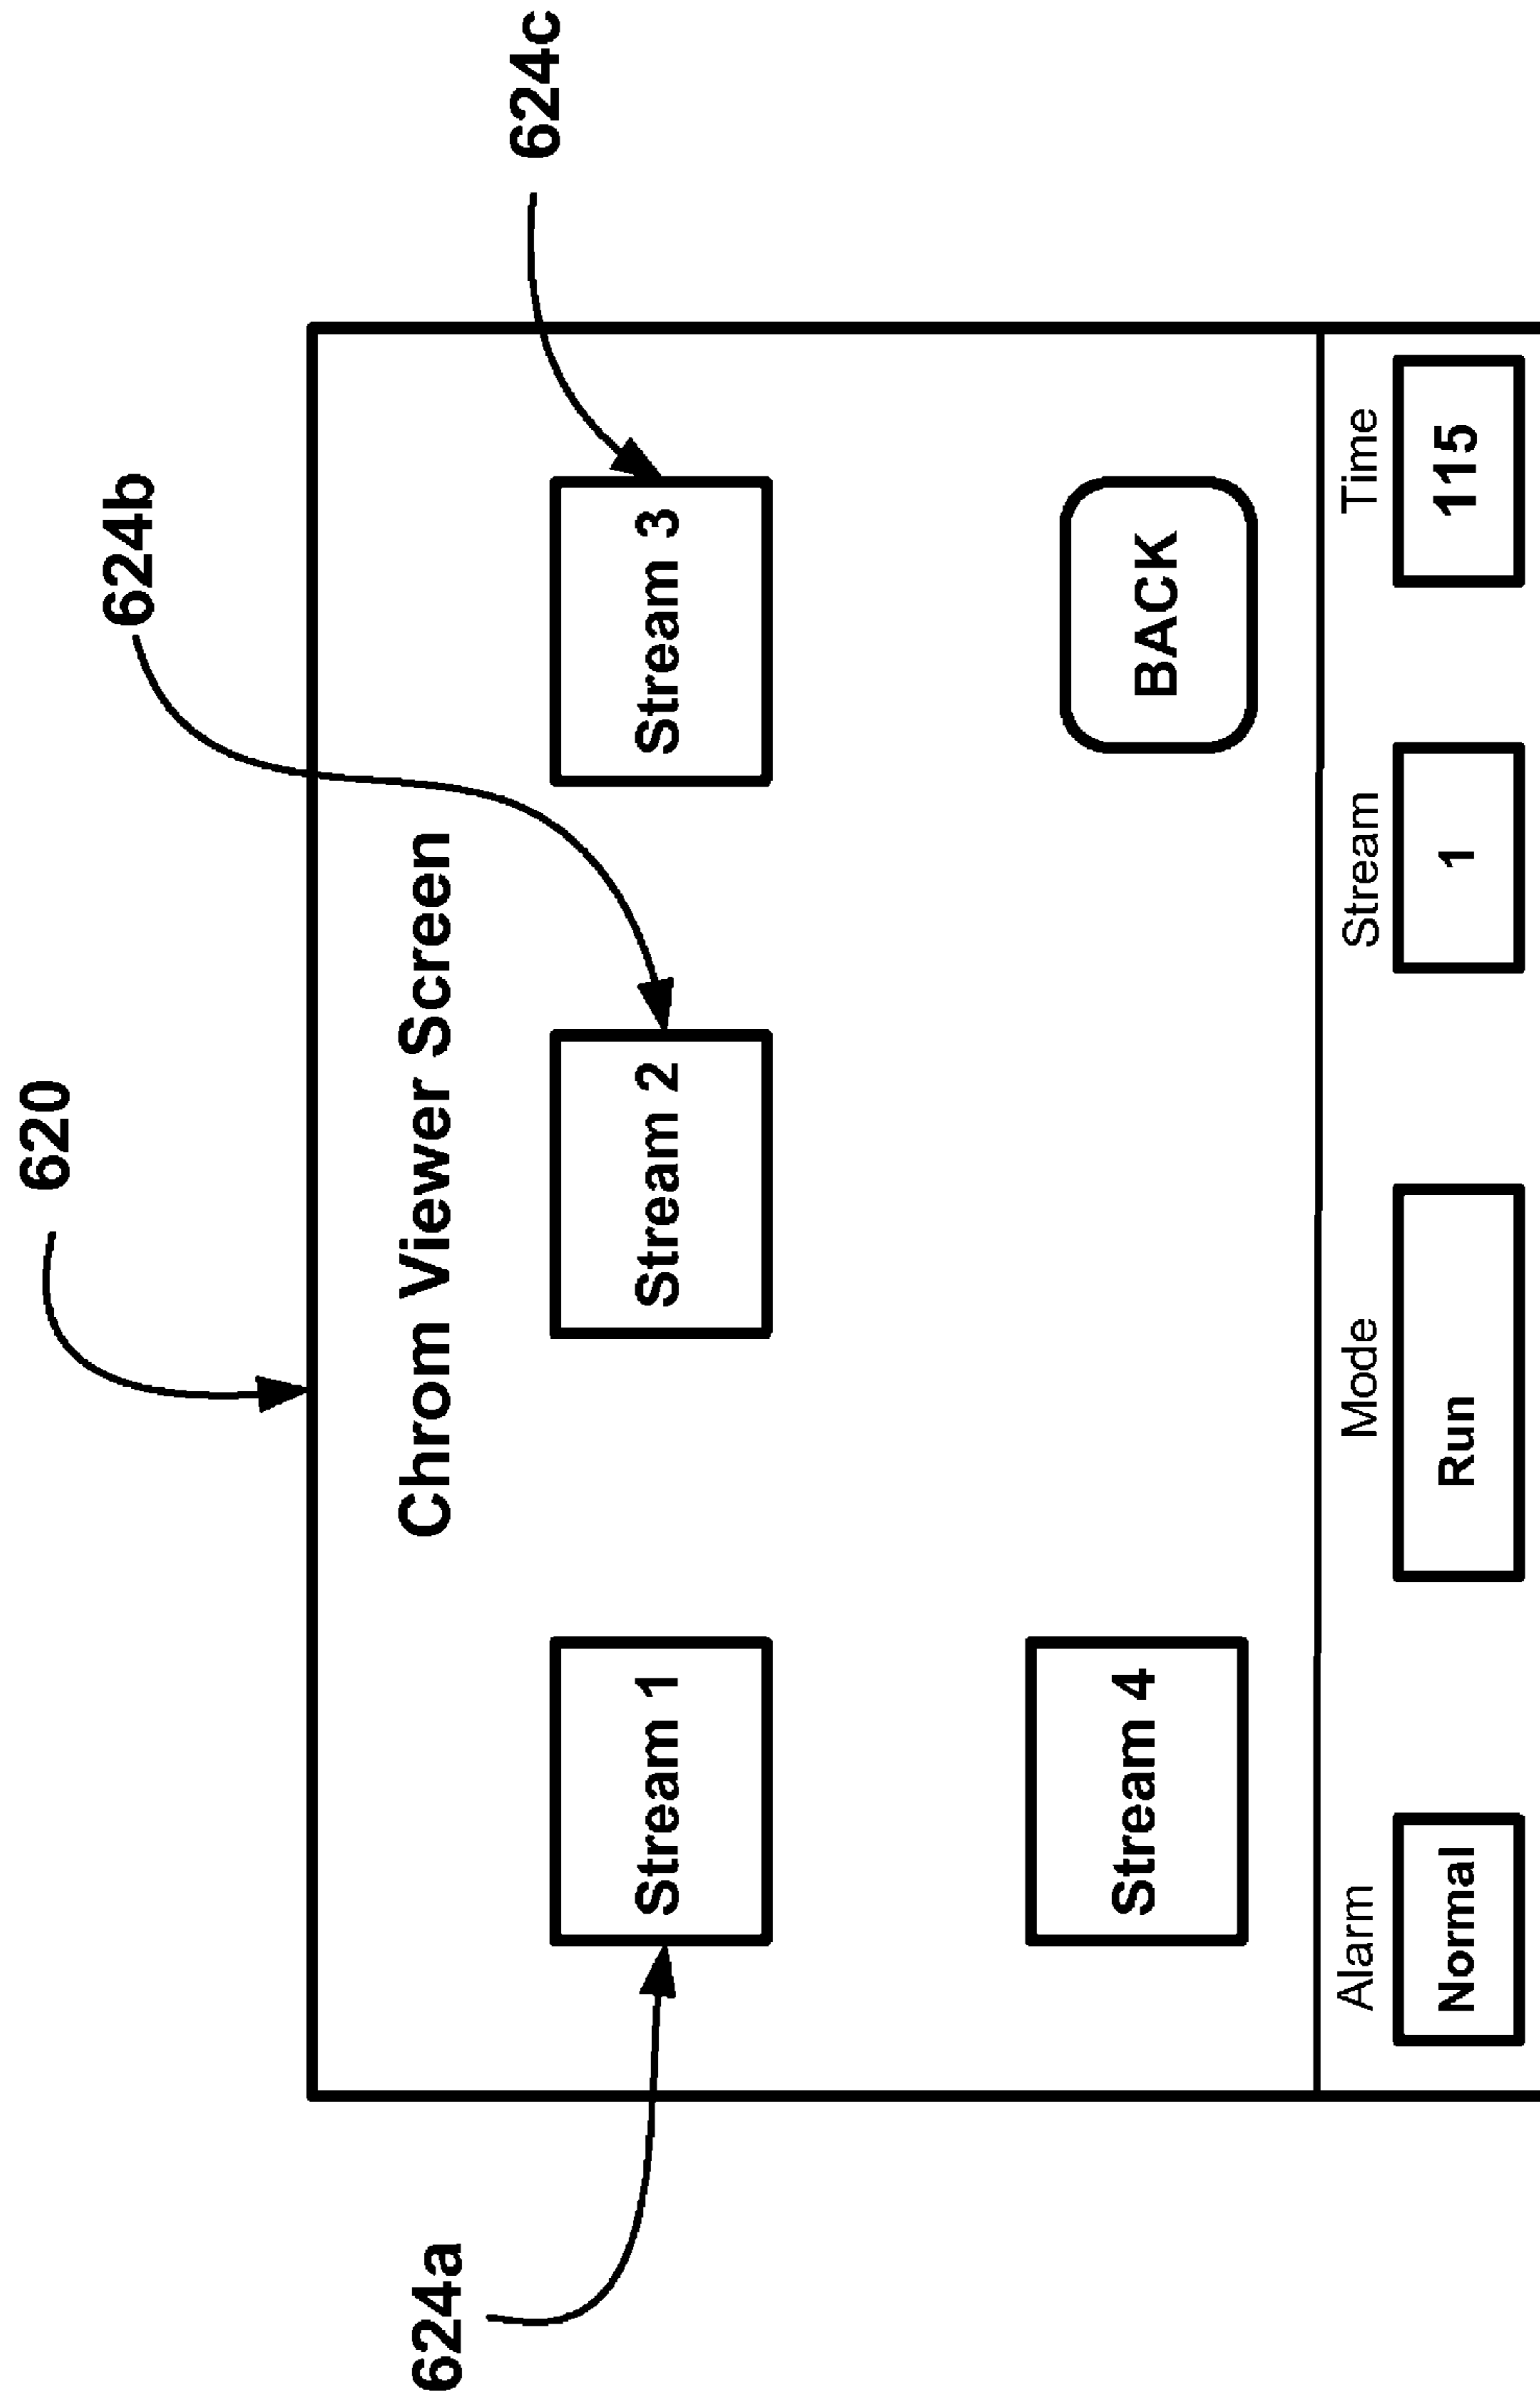 620
624b
624c
624a
Chrom Viewer Screen
Stream 1
Stream 2
Stream 3
Stream 4
BACK
Alarm
Mode
Stream
Time
Normal
Run
1
115